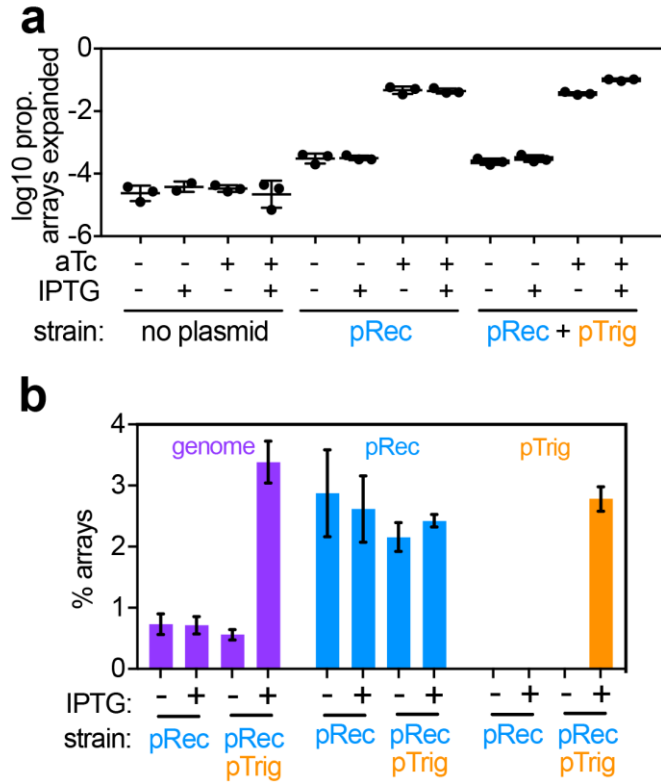 a
0
-2
-4
-6
log10 prop.
arrays expanded
aTc - - + + - - + + - - + +
IPTG - + - + - + - + - + - +
strain: no plasmid pRec pRec + pTrig
b
4
3
2
1
0
% arrays
genome pRec pTrig
IPTG: - + - + - + - + - + - +
strain: pRec pRec pRec pRec pRec pRec
pTrig pTrig pTrig